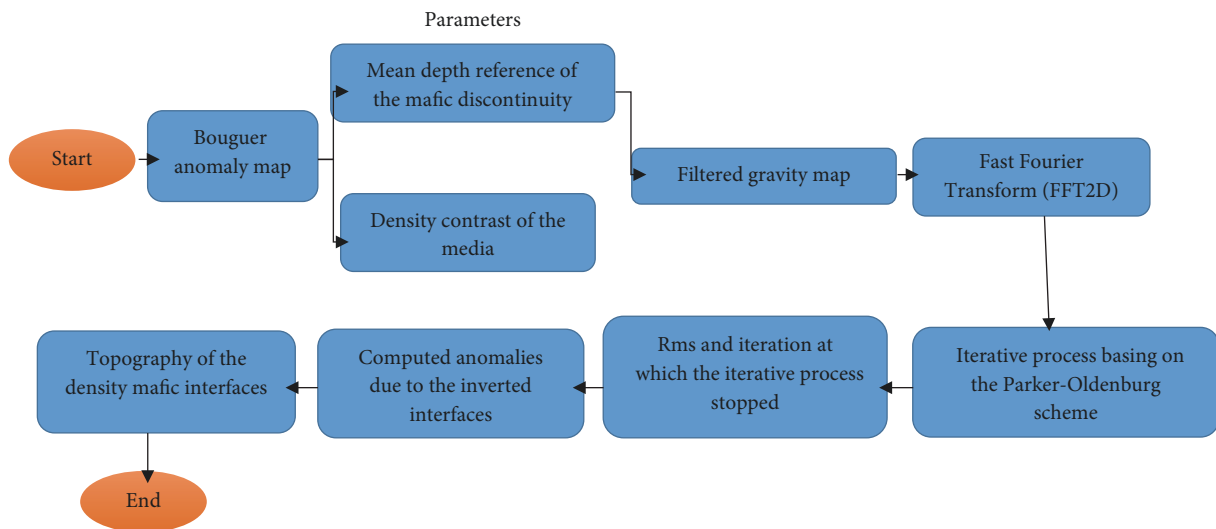 Parameters
Start
Bouguer
anomaly map
Mean depth reference of
the mafic discontinuity
Density contrast of the
media
Filtered gravity map
Fast Fourier
Transform (FFT2D)
Iterative process basing on
the Parker-Oldenburg
scheme
Rms and iteration at
which the iterative process
stopped
Computed anomalies
due to the inverted
interfaces
Topography of the
density mafic interfaces
End